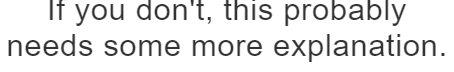 If you don't, this probably
needs some more explanation.